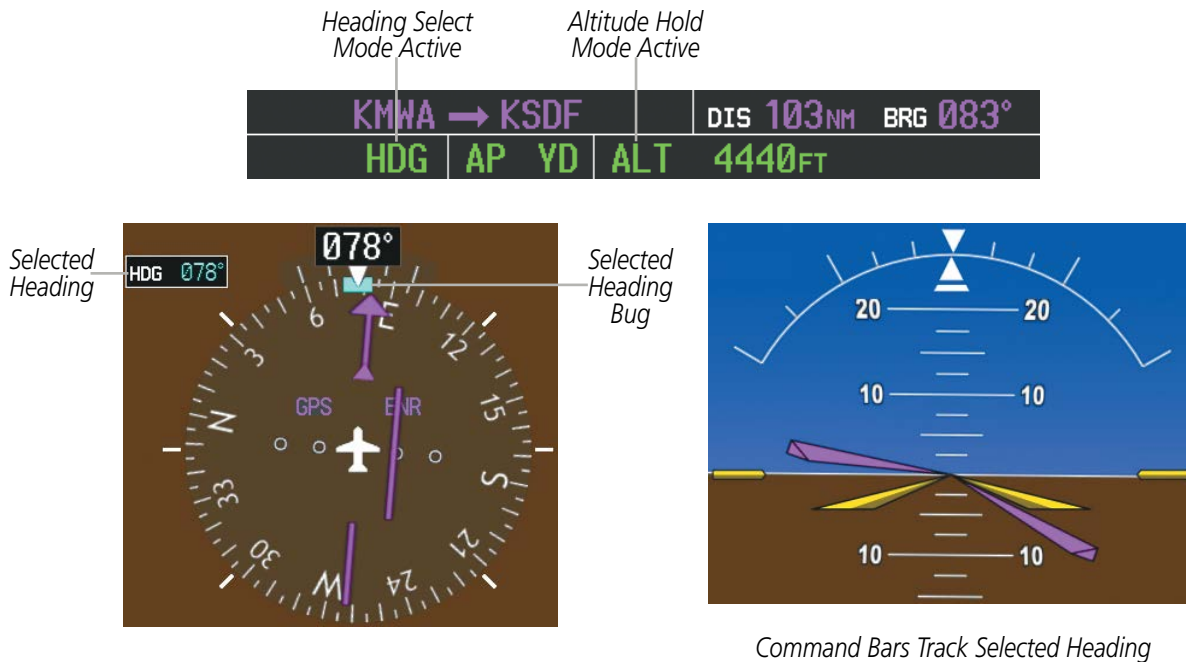 Heading Select
Mode Active
Altitude Hold
Mode Active
KMWA → KSDF DIS 103NM BRG 083°
HDG AP YD ALT 4440FT
Selected
Heading
HDG 078°
078°
Selected
Heading
Bug
N 3 6 E 12 15 S 21 24 W 30 33
GPS ENR
20 20
10 10
10 10
Command Bars Track Selected Heading